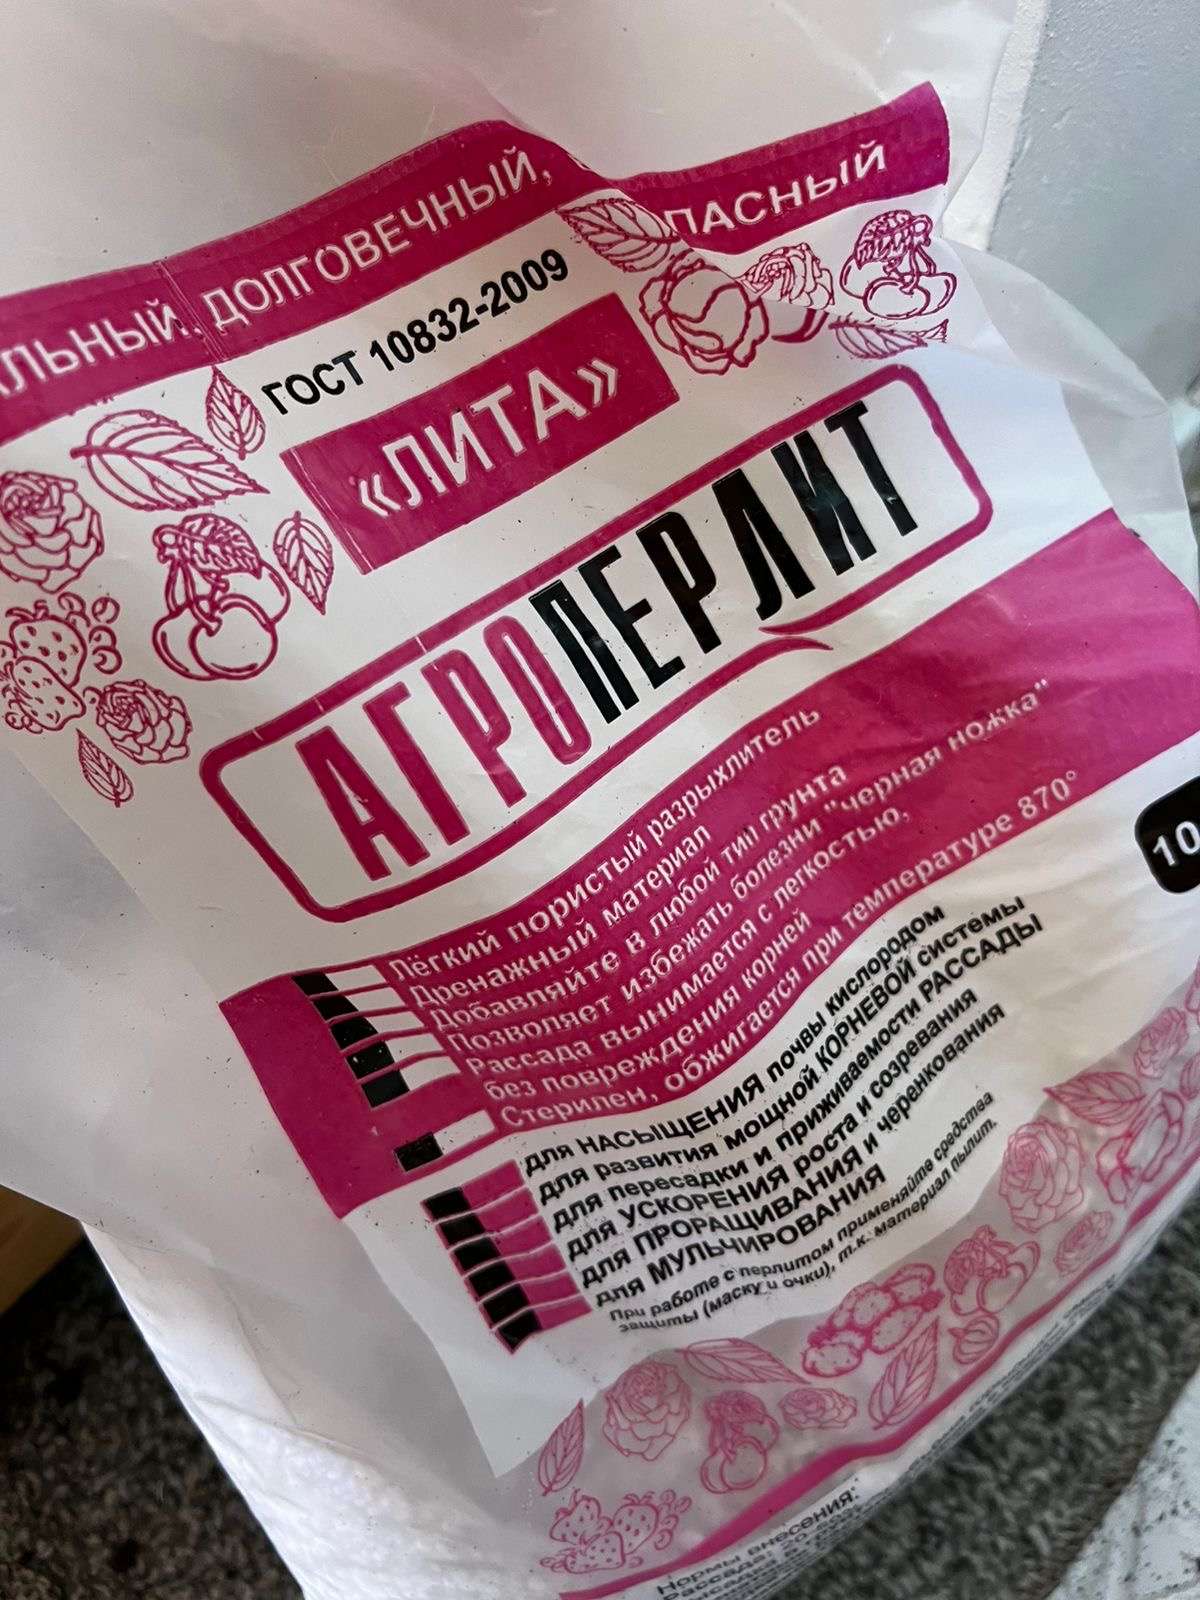 ДОЛГОВЕЧНЫЙ,
ГОСТ 10832-2009
«ЛИТА»
АГРОПЕРЛИТ
Лёгкий пористый разрыхлитель
Дренажный материал
Добавляйте в любой тип грунта
Позволяет избежать болезни "черная ножка"
Рассада вынимается с легкостью,
без повреждения корней
Стерилен, обжигается при температуре 870°
10
для НАСЫЩЕНИЯ почвы кислородом
для развития мощной КОРНЕВОЙ системы
для пересадки и приживаемости РАССАДЫ
для УСКОРЕНИЯ роста и созревания
для ПРОРАЩИВАНИЯ и черенкования
для МУЛЬЧИРОВАНИЯ
При работе с перлитом применяйте средства
защиты (маску и очки), т.к. материал пылит.
Нормы внесения: